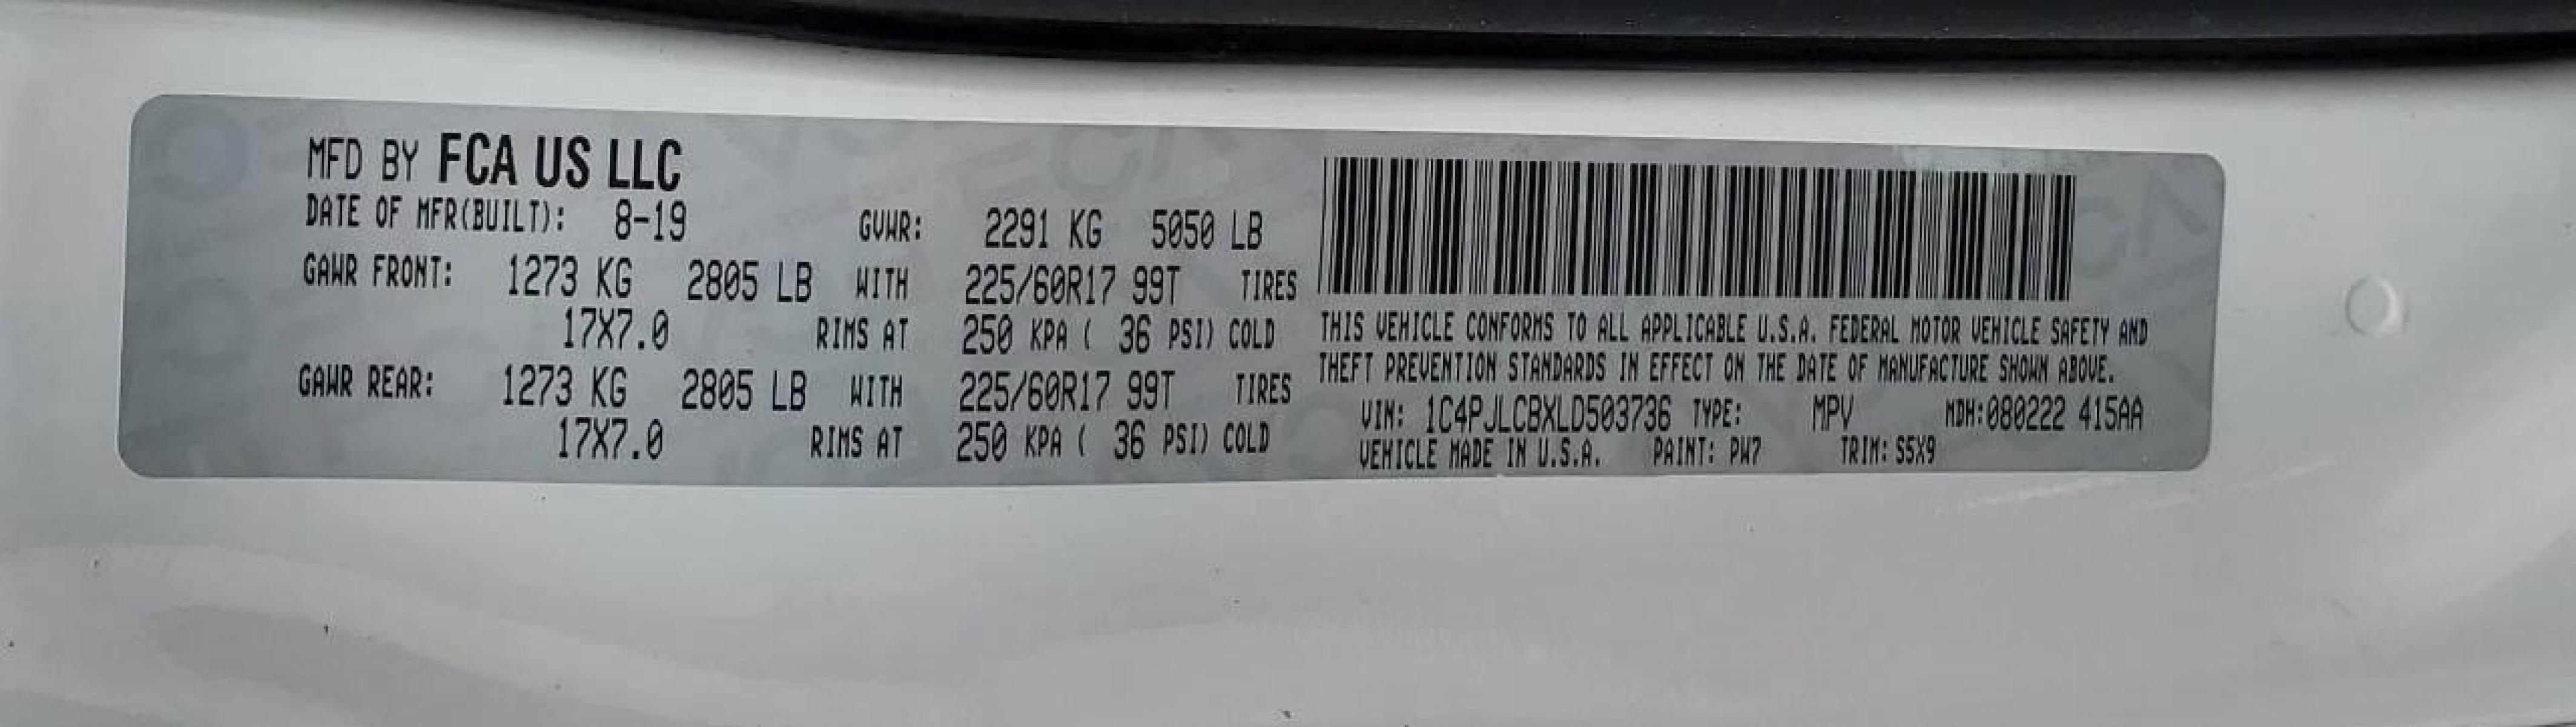 MFD BY FCA US LLC
DATE OF MFR(BUILT): 8-19 GVWR: 2291 KG 5050 LB
GAWR FRONT: 1273 KG 2805 LB WITH 225/60R17 99T TIRES
17X7.0 RIMS AT 250 KPA ( 36 PSI) COLD
GAWR REAR: 1273 KG 2805 LB WITH 225/60R17 99T TIRES
17X7.0 RIMS AT 250 KPA ( 36 PSI) COLD
THIS VEHICLE CONFORMS TO ALL APPLICABLE U.S.A. FEDERAL MOTOR VEHICLE SAFETY AND
THEFT PREVENTION STANDARDS IN EFFECT ON THE DATE OF MANUFACTURE SHOWN ABOVE.
VIN: 1C4PJLCBXLD503736 TYPE: MPV MDH:080222 415AA
VEHICLE MADE IN U.S.A. PAINT: PW7 TRIM: S5X9